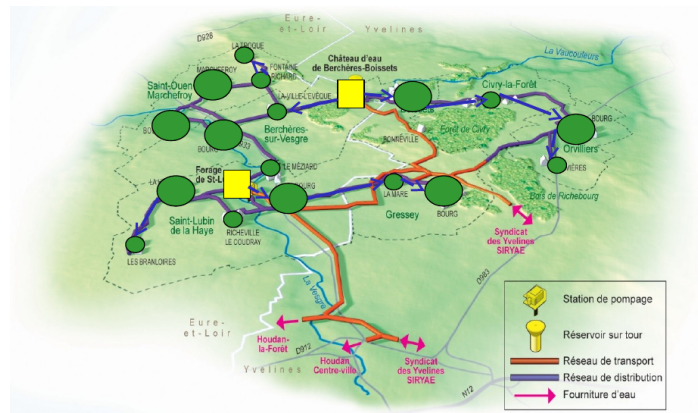 Eure-
et-Loir
Yvelines
D928
La Vaucouleurs
LA TROQUE
Château d'eau
de Berchères-Boissets
FONTAINE
RICHARD
MARCHEFROY
Saint-Ouen
Marchefroy
LA-VILLE-L'EVÊQUE
Civry-la-Forêt
BOURG
Berchères-
sur-Vesgre
BONNEVILLE
Forêt de Civry
Orvilliers
BOURG
D933
LE MÉZIARD
Forage
de St-L
BOURG
LA MARE
Bois de Richebourg
Saint-Lubin
de la Haye
RICHEVILLE
LE COUDRAY
Gressey
BOURG
Syndicat
des Yvelines
SIRYAE
LES BRANLOIRES
La Vesgre
D983
Station de pompage
Réservoir sur tour
Eure-
et-Loir
Houdan-
la-Forêt
D912
Yvelines
Houdan
Centre-ville
Syndicat
des Yvelines
SIRYAE
N12
Réseau de transport
Réseau de distribution
Fourniture d'eau